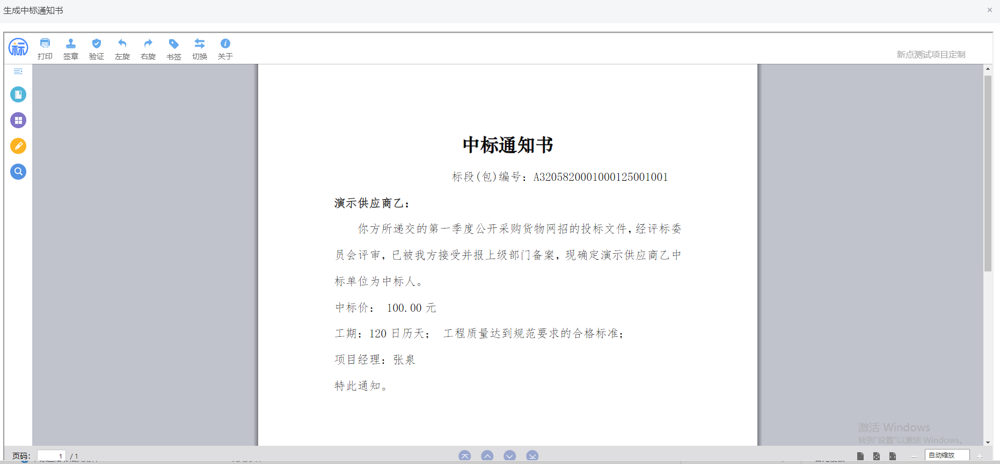 生成中标通知书
×
标
打印 签章 验证 左旋 右旋 书签 切换 关于
新点测试项目定制
中标通知书
标段(包)编号：A3205820001000125001001
演示供应商乙：
你方所递交的第一季度公开采购货物网招的投标文件，经评标委
员会评审，已被我方接受并报上级部门备案，现确定演示供应商乙中
标单位为中标人。
中标价： 100.00 元
工期：120 日历天； 工程质量达到规范要求的合格标准；
项目经理：张泉
特此通知。
激活 Windows
转到"设置"以激活 Windows。
页码： 1 / 1
自动缩放